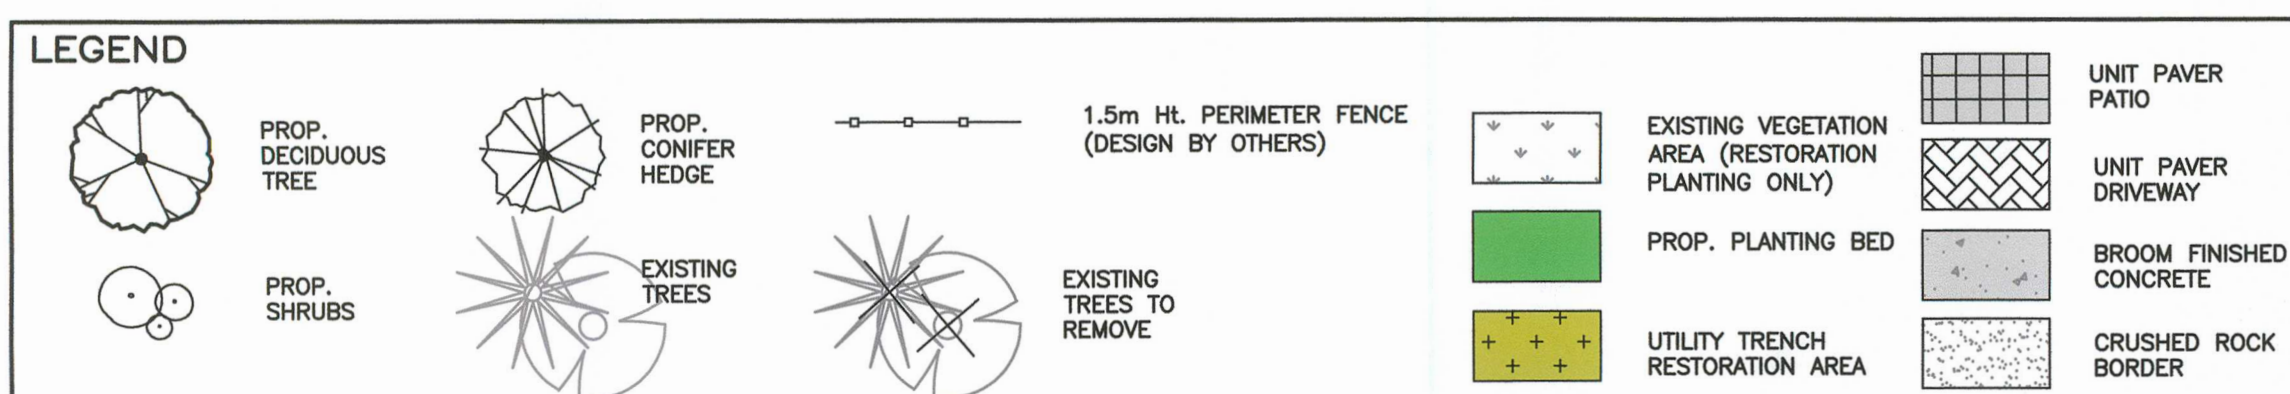 LEGEND
PROP.
DECIDUOUS
TREE
PROP.
CONIFER
HEDGE
1.5m Ht. PERIMETER FENCE
(DESIGN BY OTHERS)
PROP.
SHRUBS
EXISTING
TREES
EXISTING
TREES TO
REMOVE
EXISTING VEGETATION
AREA (RESTORATION
PLANTING ONLY)
PROP. PLANTING BED
UTILITY TRENCH
RESTORATION AREA
UNIT PAVER
PATIO
UNIT PAVER
DRIVEWAY
BROOM FINISHED
CONCRETE
CRUSHED ROCK
BORDER